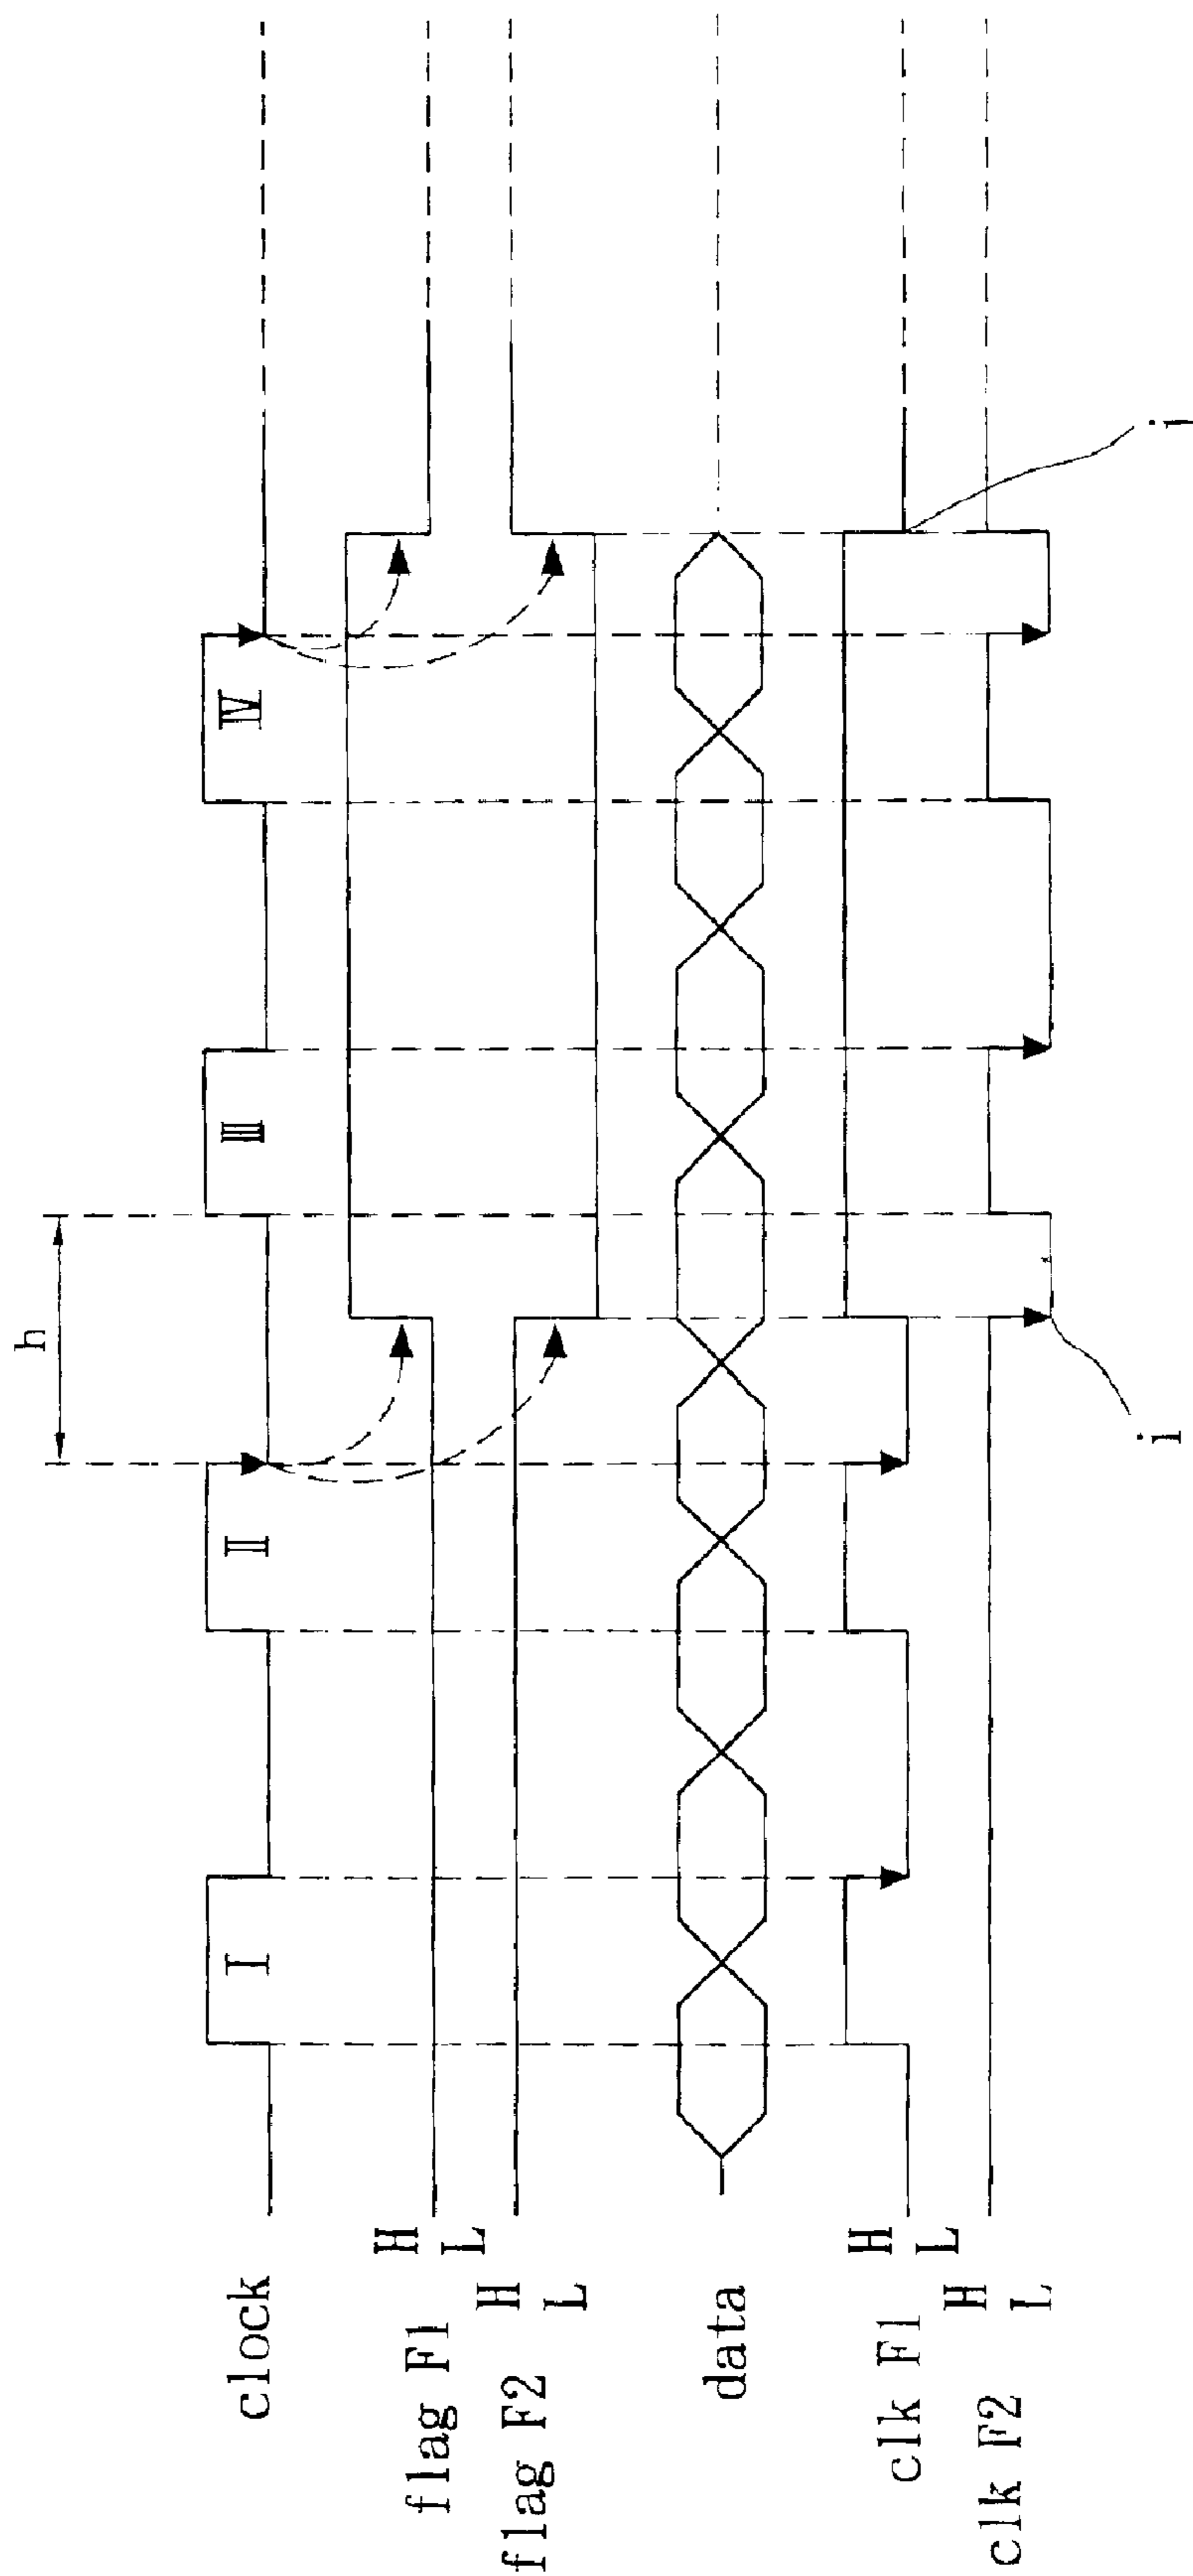 h
clock
I
II
III
IV
flag F1
H
L
flag F2
H
L
data
clk F1
H
L
clk F2
H
L
i
j